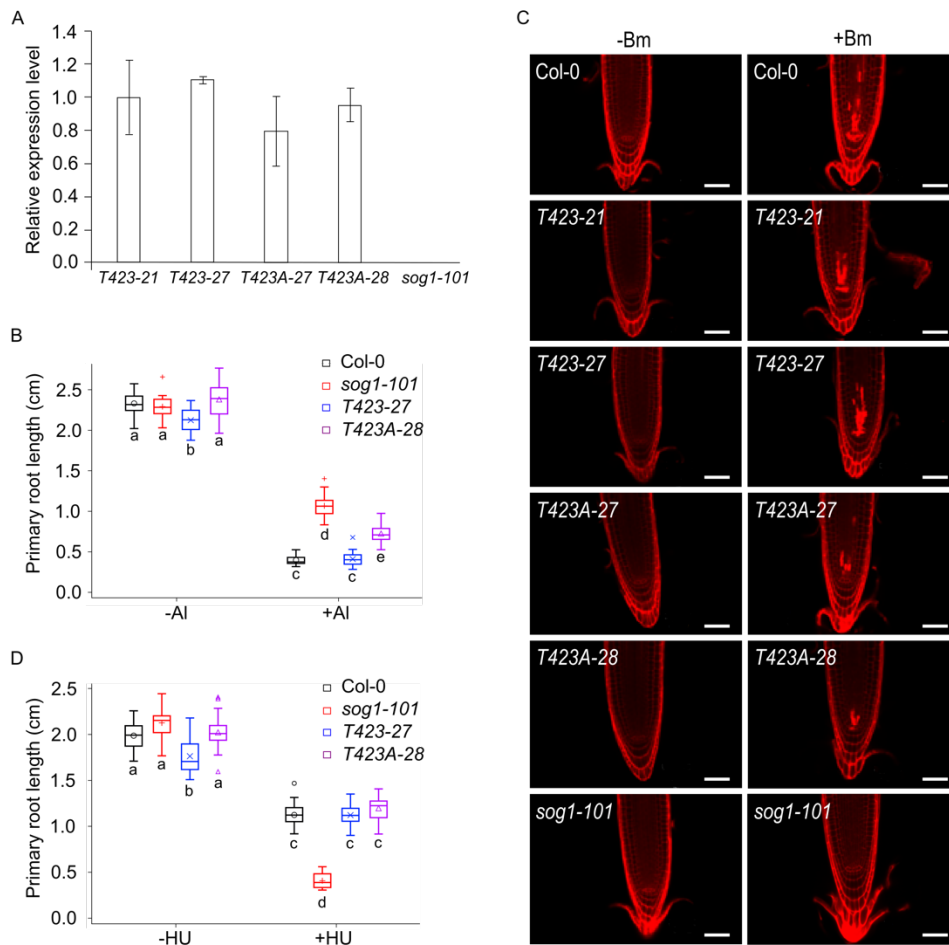 A
Relative expression level
1.4
1.2
1.0
0.8
0.6
0.4
0.2
0.0
T423-21 T423-27 T423A-27 T423A-28 sog1-101
B
Primary root length (cm)
2.5
2.0
1.5
1.0
0.5
0.0
Col-0
sog1-101
T423-27
T423A-28
a a b a
c d c e
-Al +Al
D
Primary root length (cm)
2.5
2.0
1.5
1.0
0.5
0.0
Col-0
sog1-101
T423-27
T423A-28
a a b a
c d c c
-HU +HU
C
-Bm +Bm
Col-0 Col-0
T423-21 T423-21
T423-27 T423-27
T423A-27 T423A-27
T423A-28 T423A-28
sog1-101 sog1-101